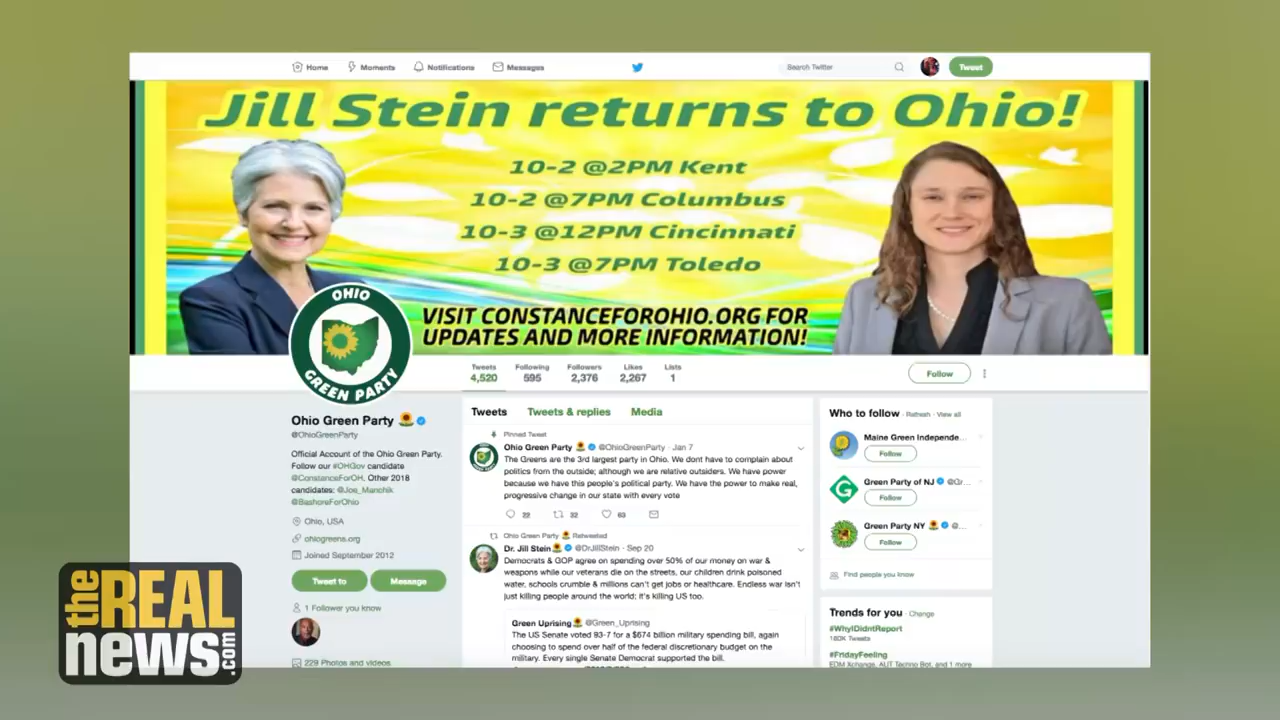 Home
Moments
Notifications
Messages
Search Twitter
Tweet
Jill Stein returns to Ohio!
10-2 @2PM Kent
10-2 @7PM Columbus
10-3 @12PM Cincinnati
10-3 @7PM Toledo
VISIT CONSTANCEFOROHIO.ORG FOR
UPDATES AND MORE INFORMATION!
OHIO
GREEN PARTY
Tweets
4,520
Following
595
Followers
2,376
Likes
2,267
Lists
1
Follow
Ohio Green Party
@OhioGreenParty
Official Account of the Ohio Green Party.
Follow our #OHGov candidate
@ConstanceForOH, Other 2018
candidates: @Joe_Manchik
@BashoreForOhio
Ohio, USA
ohiogreens.org
Joined September 2012
Tweet to
Message
1 Follower you know
229 Photos and videos
Tweets
Tweets & replies
Media
Pinned Tweet
Ohio Green Party @OhioGreenParty · Jan 7
The Greens are the 3rd largest party in Ohio. We dont have to complain about
politics from the outside; although we are relative outsiders. We have power
because we have this people's political party. We have the power to make real,
progressive change in our state with every vote
22
32
63
Ohio Green Party Retweeted
Dr. Jill Stein @DrJillStein · Sep 20
Democrats & GOP agree on spending over 50% of our money on war &
weapons while our veterans die on the streets, our children drink poisoned
water, schools crumble & millions can't get jobs or healthcare. Endless war isn't
just killing people around the world; it's killing US too.
Green Uprising @Green_Uprising
The US Senate voted 93-7 for a $674 billion military spending bill, again
choosing to spend over half of the federal discretionary budget on the
military. Every single Senate Democrat supported the bill.
Who to follow · Refresh · View all
Maine Green Independe...
Follow
Green Party of NJ @Gr...
Follow
Green Party NY @...
Follow
Find people you know
Trends for you · Change
#WhyIDidntReport
180K Tweets
#FridayFeeling
EDM Xchange, AUT Techno Bot, and 1 more
the REAL
news.com